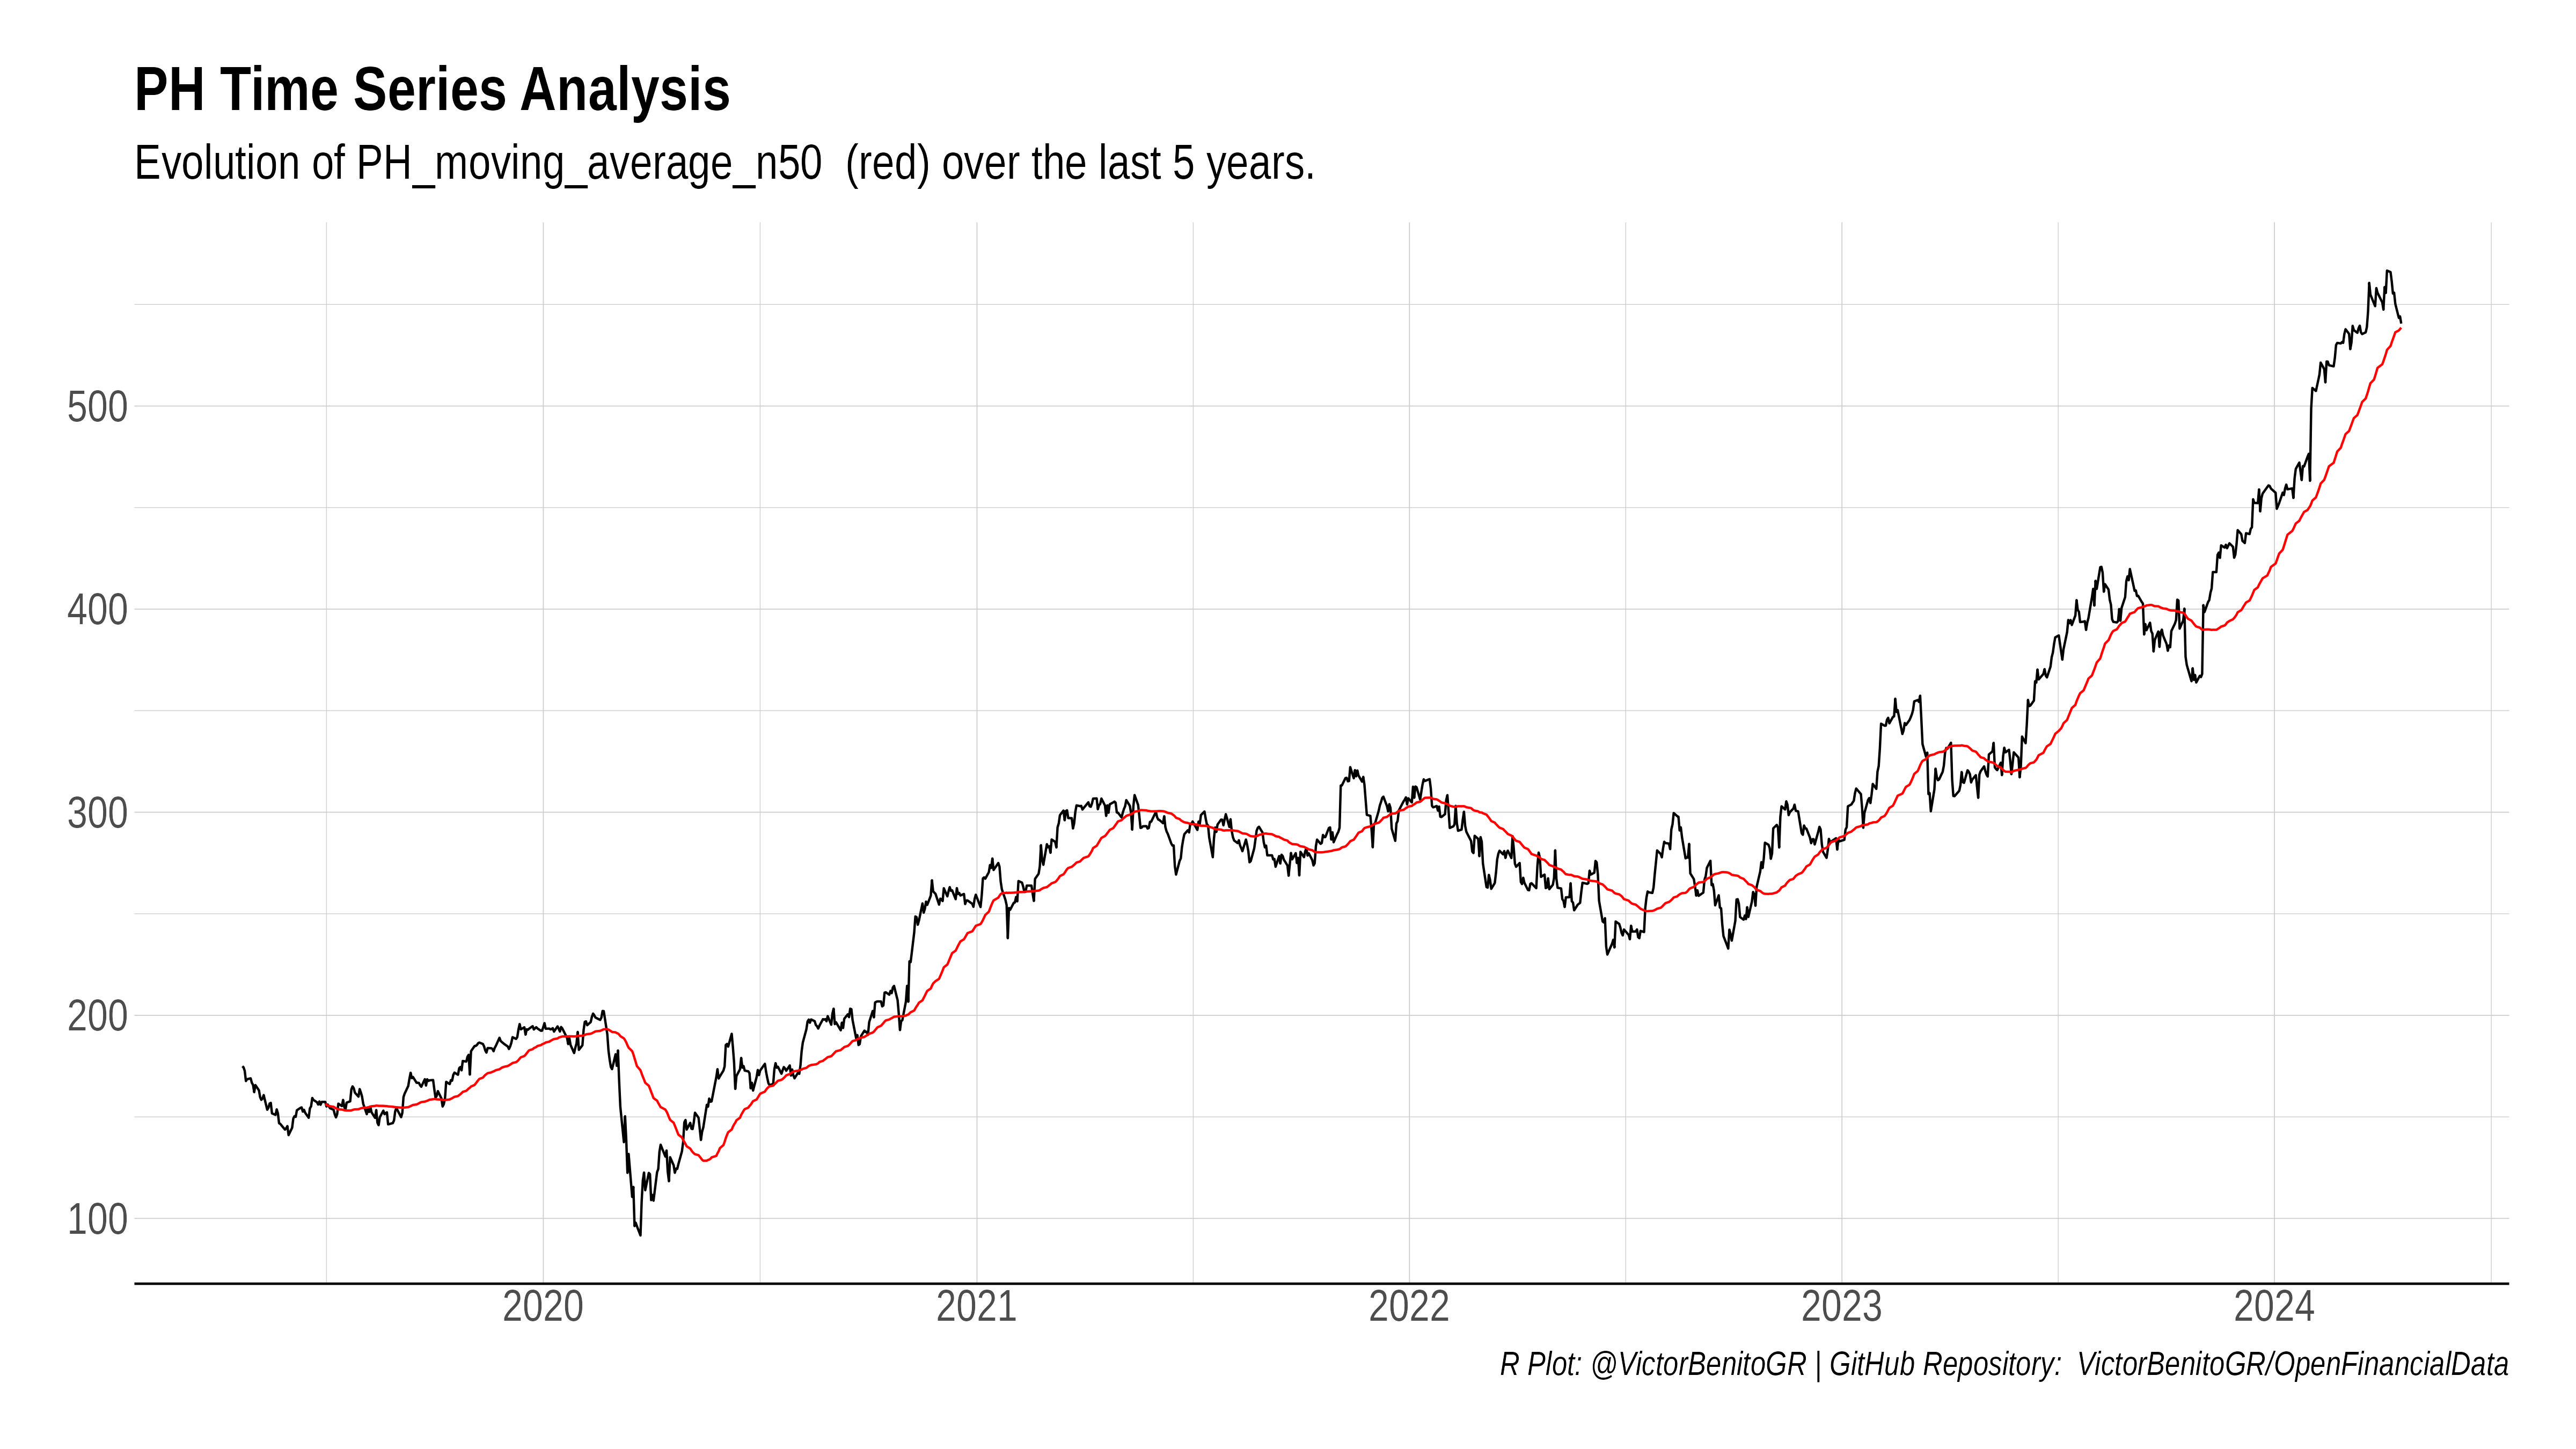 PH Time Series Analysis
Evolution of PH_moving_average_n50  (red) over the last 5 years.
500
400
300
200
100
2020 2021 2022 2023 2024
R Plot: @VictorBenitoGR | GitHub Repository:  VictorBenitoGR/OpenFinancialData